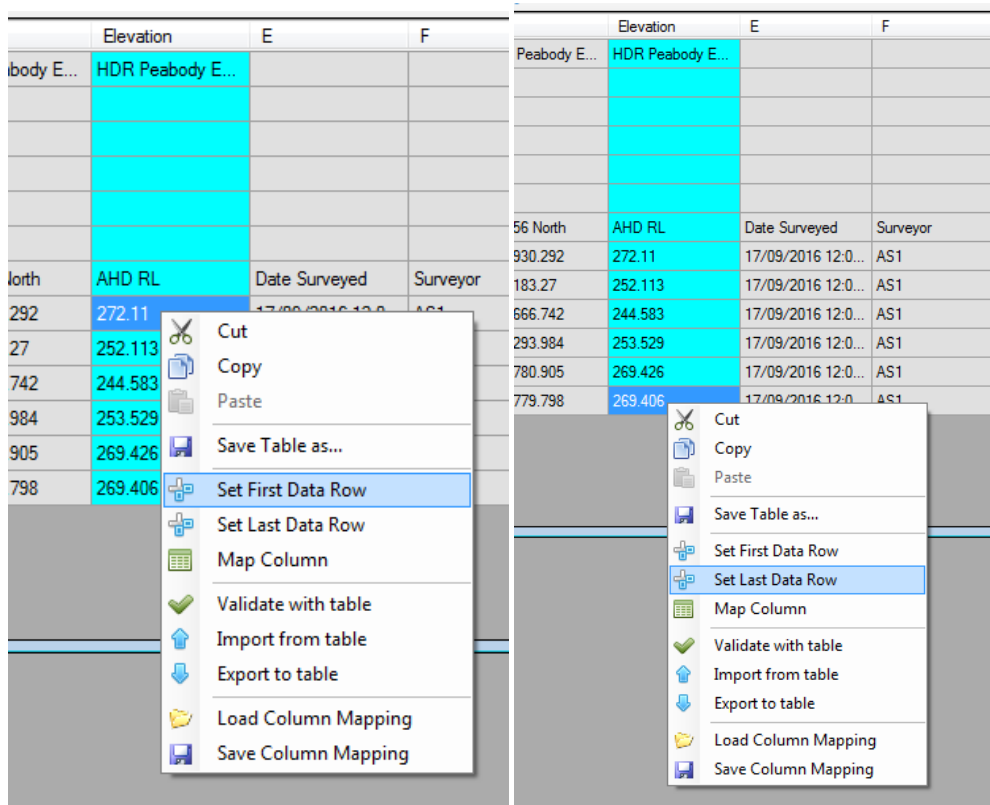 Elevation E F
body E... HDR Peabody E...
North AHD RL Date Surveyed Surveyor
292 272.11
27 252.113
742 244.583
984 253.529
905 269.426
798 269.406
Cut
Copy
Paste
Save Table as...
Set First Data Row
Set Last Data Row
Map Column
Validate with table
Import from table
Export to table
Load Column Mapping
Save Column Mapping
Elevation E F
Peabody E... HDR Peabody E...
56 North AHD RL Date Surveyed Surveyor
930.292 272.11 17/09/2016 12:0... AS1
183.27 252.113 17/09/2016 12:0... AS1
666.742 244.583 17/09/2016 12:0... AS1
293.984 253.529 17/09/2016 12:0... AS1
780.905 269.426 17/09/2016 12:0... AS1
779.798 269.406 17/09/2016 12:0 AS1
Cut
Copy
Paste
Save Table as...
Set First Data Row
Set Last Data Row
Map Column
Validate with table
Import from table
Export to table
Load Column Mapping
Save Column Mapping